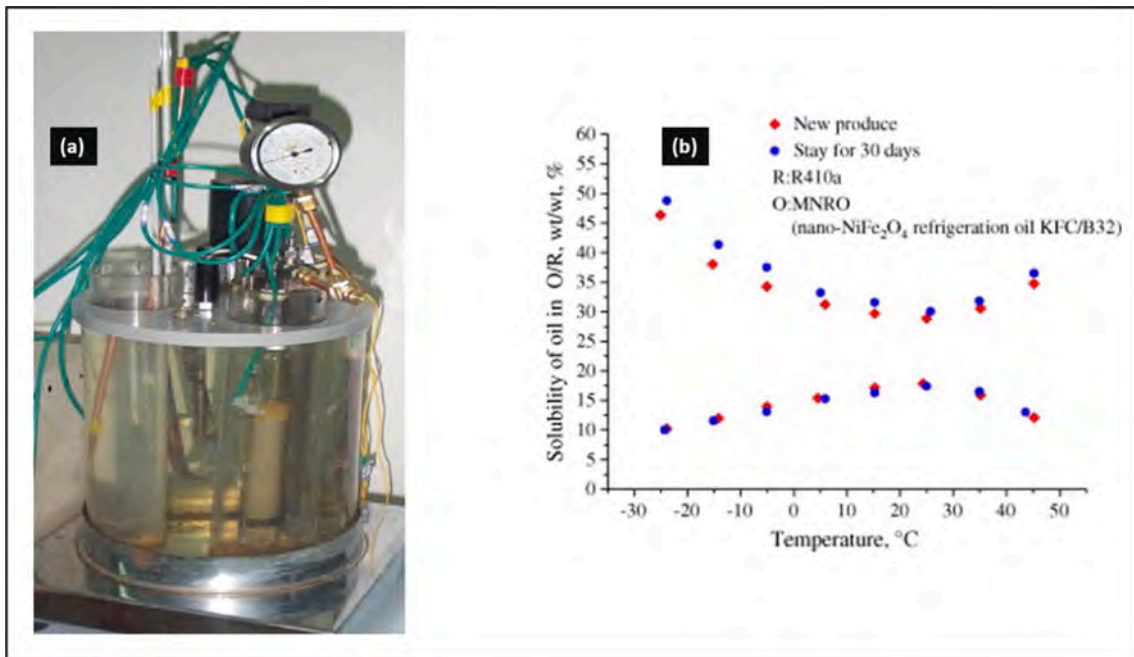 (a)
(b)
New produce
Stay for 30 days
R:R410a
O:MNRO
(nano-NiFe₂O₄ refrigeration oil KFC/B32)
Solubility of oil in O/R, wt/wt, %
60
55
50
45
40
35
30
25
20
15
10
5
0
-30 -20 -10 0 10 20 30 40 50
Temperature, °C